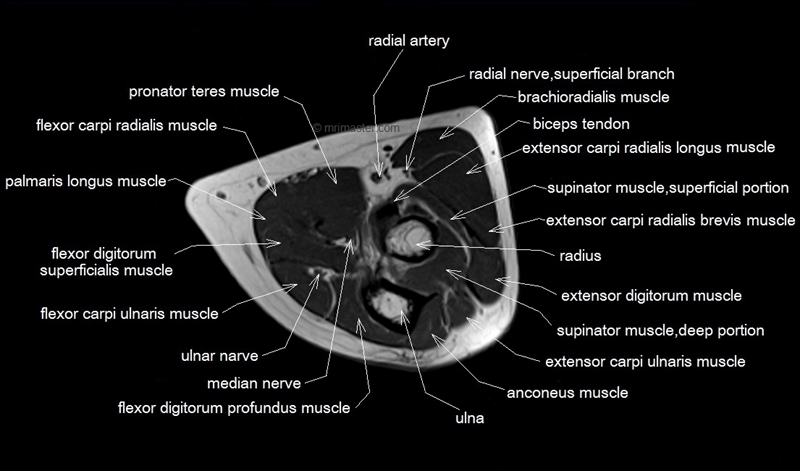 radial artery
radial nerve,superficial branch
pronator teres muscle
brachioradialis muscle
flexor carpi radialis muscle
© mrimaster.com
biceps tendon
extensor carpi radialis longus muscle
palmaris longus muscle
supinator muscle,superficial portion
extensor carpi radialis brevis muscle
flexor digitorum
superficialis muscle
radius
extensor digitorum muscle
flexor carpi ulnaris muscle
supinator muscle,deep portion
ulnar narve
extensor carpi ulnaris muscle
median nerve
anconeus muscle
flexor digitorum profundus muscle
ulna